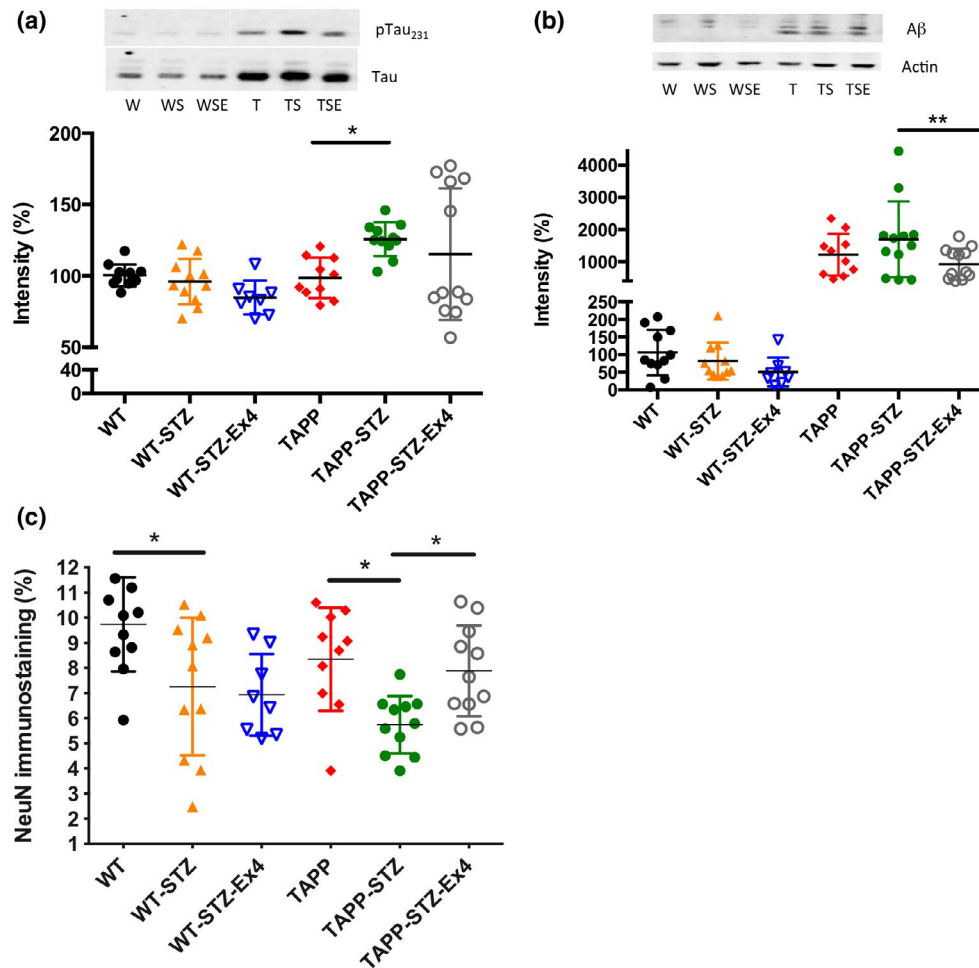 (a)
pTau231
Tau
W WS WSE T TS TSE
*
200
150
100
50
40
0
Intensity (%)
WT WT-STZ WT-STZ-Ex4 TAPP TAPP-STZ TAPP-STZ-Ex4
(b)
Aβ
Actin
W WS WSE T TS TSE
**
4000
3000
2000
1000
250
200
150
100
50
0
Intensity (%)
WT WT-STZ WT-STZ-Ex4 TAPP TAPP-STZ TAPP-STZ-Ex4
(c)
* * *
12
11
10
9
8
7
6
5
4
3
2
1
NeuN immunostaining (%)
WT WT-STZ WT-STZ-Ex4 TAPP TAPP-STZ TAPP-STZ-Ex4